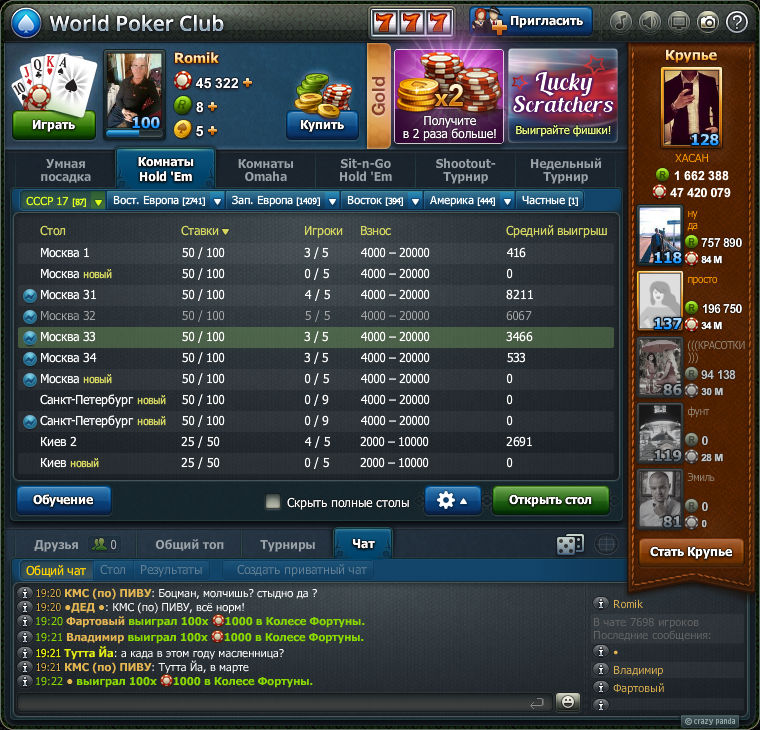 World Poker Club
777
Пригласить
Играть
100
Romik
45 322 +
8 +
5 +
Купить
Gold
x2
Получите
в 2 раза больше!
Lucky
Scratchers
Выиграйте фишки!
Крупье
128
ХАСАН
1 662 388
47 420 079
Умная
посадка
Комнаты
Hold 'Em
Комнаты
Omaha
Sit-n-Go
Hold 'Em
Shootout-
Турнир
Недельный
Турнир
СССР 17 [87]
Вост. Европа [2741]
Зап. Европа [1409]
Восток [394]
Америка [444]
Частные [1]
Стол Ставки Игроки Взнос Средний выигрыш
Москва 1 50 / 100 3 / 5 4000 – 20000 416
Москва новый 50 / 100 0 / 5 4000 – 20000 0
Москва 31 50 / 100 4 / 5 4000 – 20000 8211
Москва 32 50 / 100 5 / 5 4000 – 20000 6067
Москва 33 50 / 100 3 / 5 4000 – 20000 3466
Москва 34 50 / 100 3 / 5 4000 – 20000 533
Москва новый 50 / 100 0 / 5 4000 – 20000 0
Санкт-Петербург новый 50 / 100 0 / 9 4000 – 20000 0
Санкт-Петербург новый 50 / 100 0 / 9 4000 – 20000 0
Киев 2 25 / 50 4 / 5 2000 – 10000 2691
Киев новый 25 / 50 0 / 5 2000 – 10000 0
118
ну
да
757 890
84 M
137
просто
196 750
34 M
86
(((КРАСОТКИ
)))
94 138
30 M
119
фунт
0
28 M
81
Эмиль
0
0
Стать Крупье
Обучение
Скрыть полные столы
Открыть стол
Друзья 0
Общий топ
Турниры
Чат
Общий чат
Стол
Результаты
Создать приватный чат
19:20 КМС (по) ПИВУ: Боцман, молчишь? стыдно да ?
19:20 •ДЕД •: КМС (по) ПИВУ, всё норм!
19:20 Фартовый выиграл 100x 1000 в Колесе Фортуны.
19:21 Владимир выиграл 100x 1000 в Колесе Фортуны.
19:21 Тутта Йа: а када в этом году масленница?
19:21 КМС (по) ПИВУ: Тутта Йа, в марте
19:22 • выиграл 100x 1000 в Колесе Фортуны.
Romik
В чате 7698 игроков
Последние сообщения:
•
Владимир
Фартовый
© crazy panda